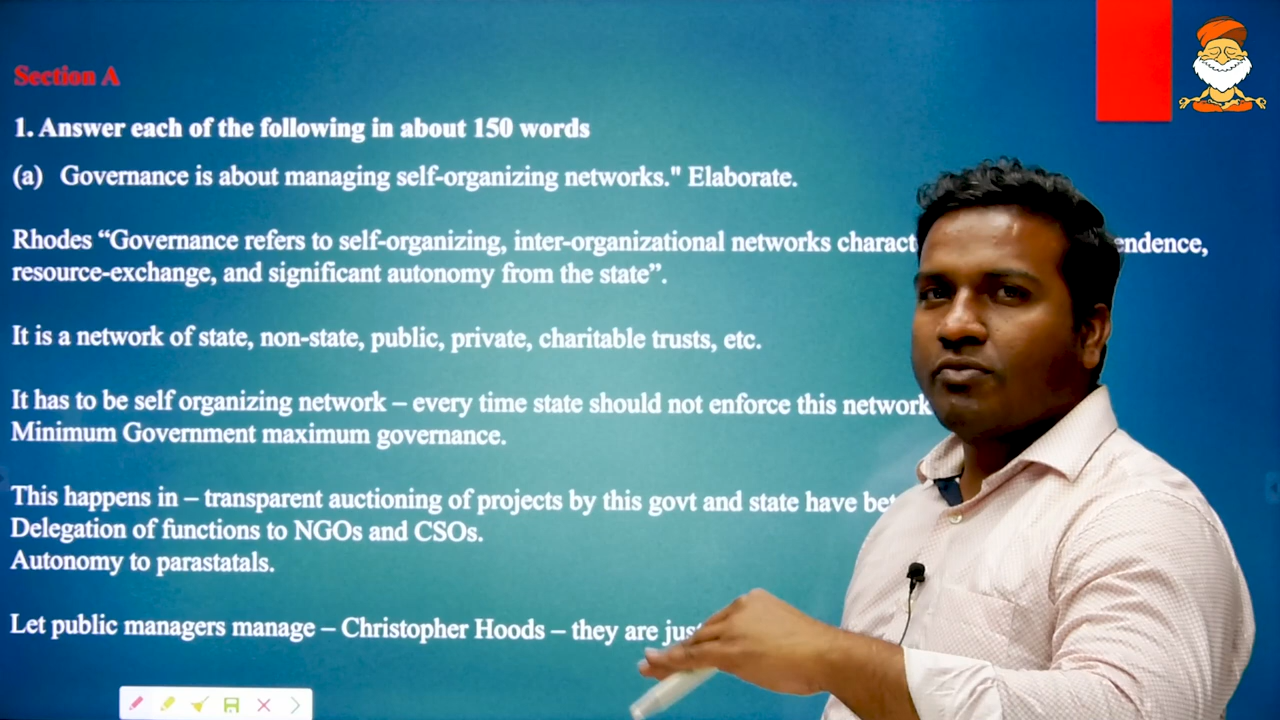 Section A
1. Answer each of the following in about 150 words
(a) Governance is about managing self-organizing networks." Elaborate.
Rhodes “Governance refers to self-organizing, inter-organizational networks
resource-exchange, and significant autonomy from the state”.
It is a network of state, non-state, public, private, charitable trusts, etc.
It has to be self organizing network – every time state should not enforce this network
Minimum Government maximum governance.
This happens in – transparent auctioning of projects by this govt and state have
Delegation of functions to NGOs and CSOs.
Autonomy to parastatals.
Let public managers manage – Christopher Hoods – they are